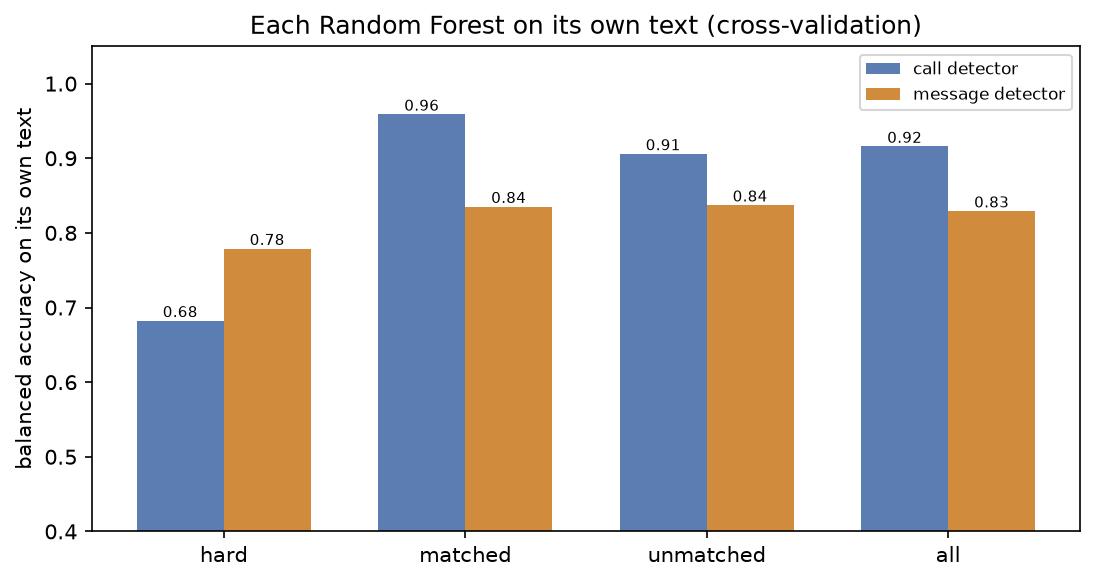 Each Random Forest on its own text (cross-validation)
balanced accuracy on its own text
1.0
0.9
0.8
0.7
0.6
0.5
0.4
call detector
message detector
0.68
0.78
0.96
0.84
0.91
0.84
0.92
0.83
hard
matched
unmatched
all